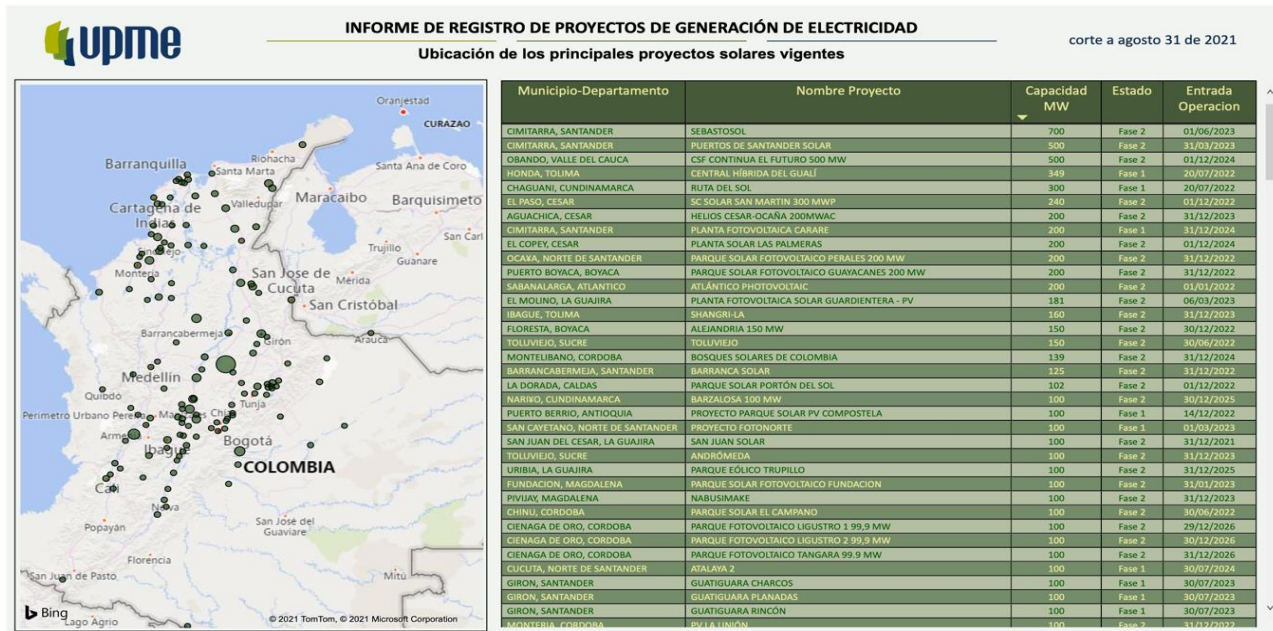 upme
INFORME DE REGISTRO DE PROYECTOS DE GENERACIÓN DE ELECTRICIDAD
Ubicación de los principales proyectos solares vigentes
corte a agosto 31 de 2021
Oranjestad
CURAZAO
Barranquilla
Riohacha
Santa Marta
Santa Ana de Coro
Cartagena de Indias
Valledupar
Maracaibo
Barquisimeto
San Carl
Sincelejo
Trujillo
Guanare
Montería
San Jose de Cucuta
Mérida
San Cristóbal
Barrancabermeja
Girón
Arauca
Medellín
Quibdó
Tunja
Perímetro Urbano Pereira
Manizales
Chía
Armenia
Bogotá
Ibagué
COLOMBIA
Cali
Neiva
Popayán
San José del Guaviare
Florencia
San Juan de Pasto
Mitú
Bing
Lago Agrio
© 2021 TomTom, © 2021 Microsoft Corporation
Municipio-Departamento Nombre Proyecto Capacidad MW Estado Entrada Operacion
CIMITARRA, SANTANDER SEBASTOSOL 700 Fase 2 01/06/2023
CIMITARRA, SANTANDER PUERTOS DE SANTANDER SOLAR 500 Fase 2 31/03/2023
OBANDO, VALLE DEL CAUCA CSF CONTINUA EL FUTURO 500 MW 500 Fase 2 01/12/2024
HONDA, TOLIMA CENTRAL HÍBRIDA DEL GUALÍ 349 Fase 1 20/07/2022
CHAGUANI, CUNDINAMARCA RUTA DEL SOL 300 Fase 1 20/07/2022
EL PASO, CESAR SC SOLAR SAN MARTIN 300 MWP 240 Fase 2 01/12/2022
AGUACHICA, CESAR HELIOS CESAR-OCAÑA 200MWAC 200 Fase 2 31/12/2023
CIMITARRA, SANTANDER PLANTA FOTOVOLTAICA CARARE 200 Fase 1 31/12/2024
EL COPEY, CESAR PLANTA SOLAR LAS PALMERAS 200 Fase 2 01/12/2024
OCA¥A, NORTE DE SANTANDER PARQUE SOLAR FOTOVOLTAICO PERALES 200 MW 200 Fase 2 31/12/2022
PUERTO BOYACA, BOYACA PARQUE SOLAR FOTOVOLTAICO GUAYACANES 200 MW 200 Fase 2 31/12/2022
SABANALARGA, ATLANTICO ATLÁNTICO PHOTOVOLTAIC 200 Fase 2 01/01/2022
EL MOLINO, LA GUAJIRA PLANTA FOTOVOLTAICA SOLAR GUARDIENTERA - PV 181 Fase 2 06/03/2023
IBAGUE, TOLIMA SHANGRI-LA 160 Fase 2 31/12/2023
FLORESTA, BOYACA ALEJANDRIA 150 MW 150 Fase 2 30/12/2022
TOLUVIEJO, SUCRE TOLUVIEJO 150 Fase 2 30/06/2022
MONTELIBANO, CORDOBA BOSQUES SOLARES DE COLOMBIA 139 Fase 2 31/12/2024
BARRANCABERMEJA, SANTANDER BARRANCA SOLAR 125 Fase 2 31/12/2022
LA DORADA, CALDAS PARQUE SOLAR PORTÓN DEL SOL 102 Fase 2 01/12/2022
NARI¥O, CUNDINAMARCA BARZALOSA 100 MW 100 Fase 2 30/12/2025
PUERTO BERRIO, ANTIOQUIA PROYECTO PARQUE SOLAR PV COMPOSTELA 100 Fase 1 14/12/2022
SAN CAYETANO, NORTE DE SANTANDER PROYECTO FOTONORTE 100 Fase 1 01/03/2023
SAN JUAN DEL CESAR, LA GUAJIRA SAN JUAN SOLAR 100 Fase 2 31/12/2021
TOLUVIEJO, SUCRE ANDRÓMEDA 100 Fase 2 31/12/2023
URIBIA, LA GUAJIRA PARQUE EÓLICO TRUPILLO 100 Fase 2 31/12/2025
FUNDACION, MAGDALENA PARQUE SOLAR FOTOVOLTAICO FUNDACION 100 Fase 2 31/01/2023
PIVIJAY, MAGDALENA NABUSIMAKE 100 Fase 2 31/12/2023
CHINU, CORDOBA PARQUE SOLAR EL CAMPANO 100 Fase 2 30/06/2022
CIENAGA DE ORO, CORDOBA PARQUE FOTOVOLTAICO LIGUSTRO 1 99,9 MW 100 Fase 2 29/12/2026
CIENAGA DE ORO, CORDOBA PARQUE FOTOVOLTAICO LIGUSTRO 2 99,9 MW 100 Fase 2 30/12/2026
CIENAGA DE ORO, CORDOBA PARQUE FOTOVOLTAICO TANGARA 99.9 MW 100 Fase 2 31/12/2026
CUCUTA, NORTE DE SANTANDER ATALAYA 2 100 Fase 1 30/07/2024
GIRON, SANTANDER GUATIGUARA CHARCOS 100 Fase 1 30/07/2023
GIRON, SANTANDER GUATIGUARA PLANADAS 100 Fase 1 30/07/2023
GIRON, SANTANDER GUATIGUARA RINCÓN 100 Fase 1 30/07/2023
MONTERIA, CORDOBA PV LA UNIÓN 100 Fase 2 31/12/2022